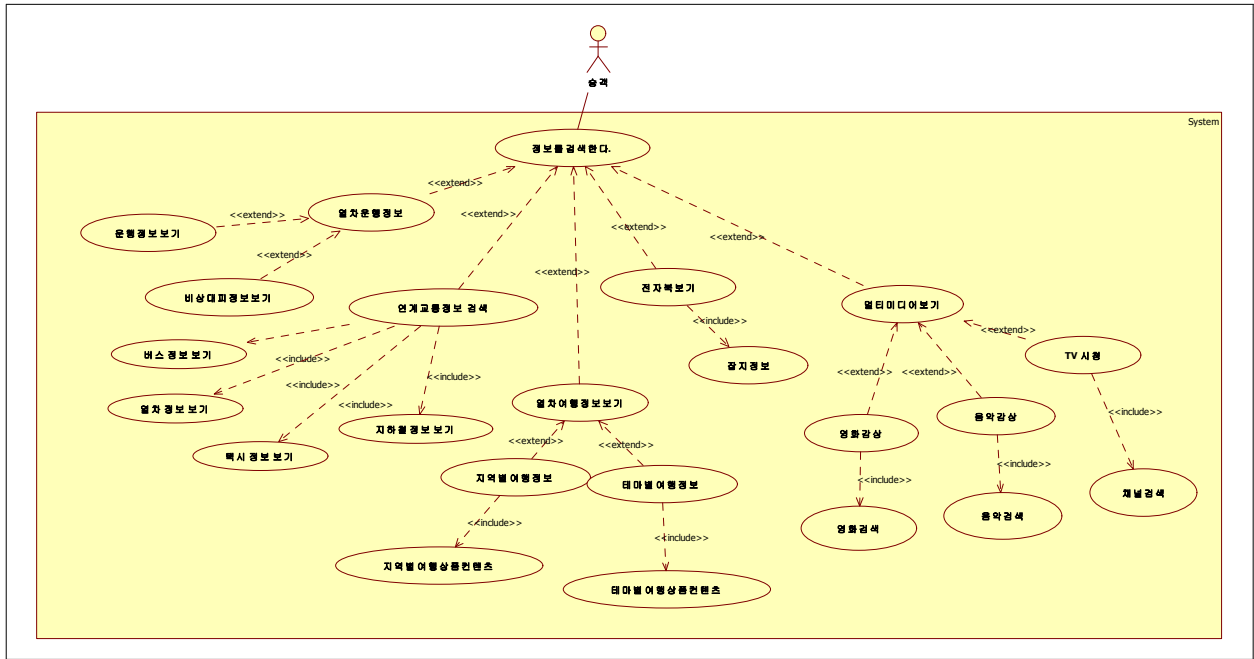 승객
System
정보를검색한다.
<<extend>>
<<extend>>
<<extend>>
<<extend>>
<<extend>>
<<extend>>
<<extend>>
열차운행정보
운행정보보기
비상대피정보보기
연계교통정보 검색
전자북보기
멀티미디어보기
<<include>>
<<extend>>
버스 정보 보기
<<include>>
잡지정보
TV 시청
<<include>>
<<extend>>
<<extend>>
열차 정보 보기
<<include>>
<<include>>
열차여행정보보기
<<include>>
지하철정보 보기
영화감상
음악감상
택시 정보 보기
<<extend>>
<<extend>>
지역별여행정보
테마별여행정보
<<include>>
<<include>>
채널검색
<<include>>
<<include>>
영화검색
음악검색
지역별여행상품컨텐츠
테마별여행상품컨텐츠